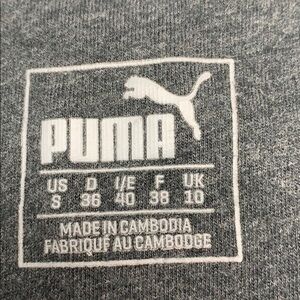 PUMA
US D I/E F UK
S 36 40 38 10
MADE IN CAMBODIA
FABRIQUÉ AU CAMBODGE